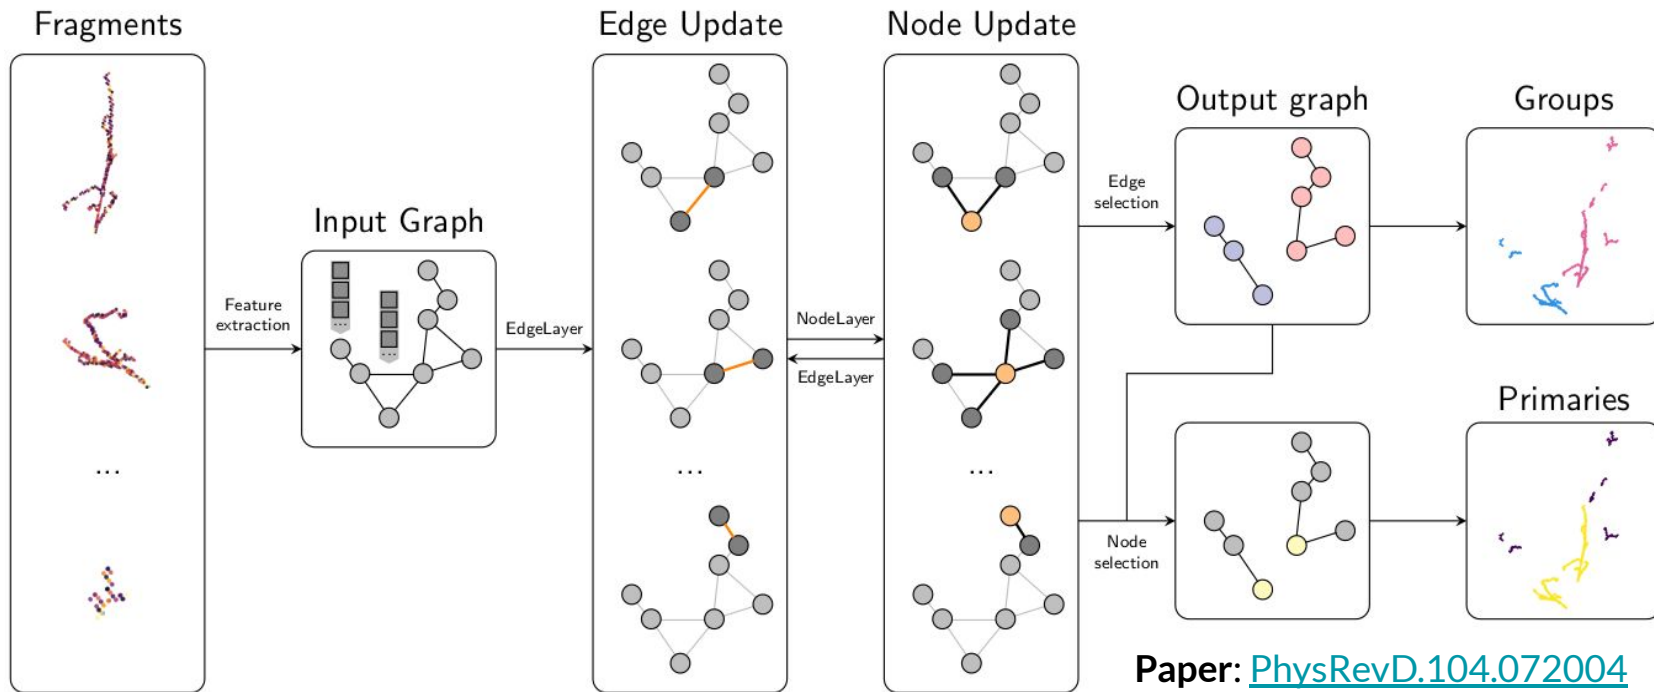 Fragments
Feature
extraction
Input Graph
...
...
EdgeLayer
Edge Update
NodeLayer
EdgeLayer
Node Update
Edge
selection
Output graph
Groups
Node
selection
Primaries
...
...
...
Paper: PhysRevD.104.072004